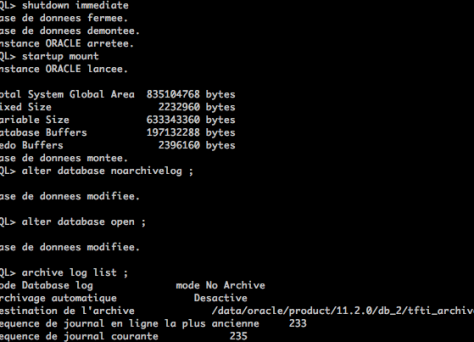 QL> shutdown immediate
ase de donnees fermee.
ase de donnees demontee.
nstance ORACLE arretee.
QL> startup mount
nstance ORACLE lancee.
otal System Global Area 835104768 bytes
ixed Size 2232960 bytes
ariable Size 633343360 bytes
atabase Buffers 197132288 bytes
edo Buffers 2396160 bytes
ase de donnees montee.
QL> alter database noarchivelog ;
ase de donnees modifiee.
QL> alter database open ;
ase de donnees modifiee.
QL> archive log list ;
ode Database log mode No Archive
rchivage automatique Desactive
estination de l'archive /data/oracle/product/11.2.0/db_2/tfti_archive
equence de journal en ligne la plus ancienne 233
equence de journal courante 235